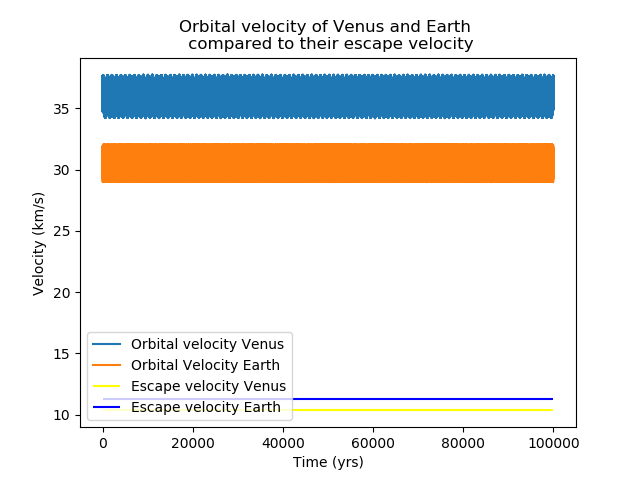 Orbital velocity of Venus and Earth
compared to their escape velocity
Velocity (km/s)
35
30
25
20
15
10
Orbital velocity Venus
Orbital Velocity Earth
Escape velocity Venus
Escape velocity Earth
0 20000 40000 60000 80000 100000
Time (yrs)